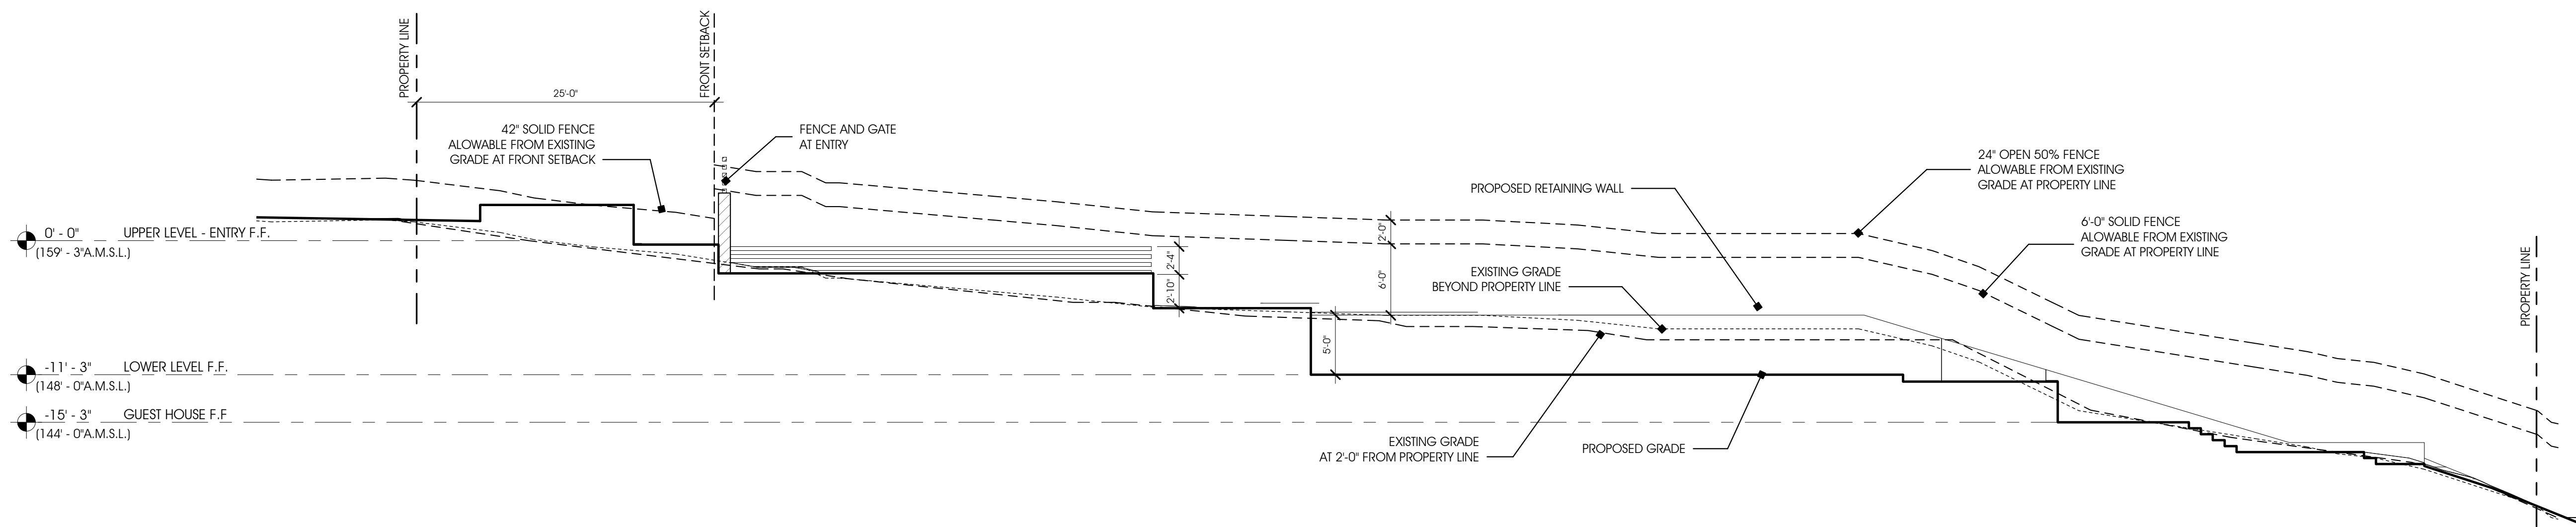 PROPERTY LINE
FRONT SETBACK
25'-0"
42" SOLID FENCE
ALOWABLE FROM EXISTING
GRADE AT FRONT SETBACK
FENCE AND GATE
AT ENTRY
PROPOSED RETAINING WALL
24" OPEN 50% FENCE
ALOWABLE FROM EXISTING
GRADE AT PROPERTY LINE
6'-0" SOLID FENCE
ALOWABLE FROM EXISTING
GRADE AT PROPERTY LINE
0' - 0"
UPPER LEVEL - ENTRY F.F.
(159' - 3"A.M.S.L.)
2'-4"
2'-10"
2'-0"
6'-0"
EXISTING GRADE
BEYOND PROPERTY LINE
PROPERTY LINE
5'-0"
-11' - 3"
LOWER LEVEL F.F.
(148' - 0"A.M.S.L.)
-15' - 3"
GUEST HOUSE F.F
(144' - 0"A.M.S.L.)
EXISTING GRADE
AT 2'-0" FROM PROPERTY LINE
PROPOSED GRADE